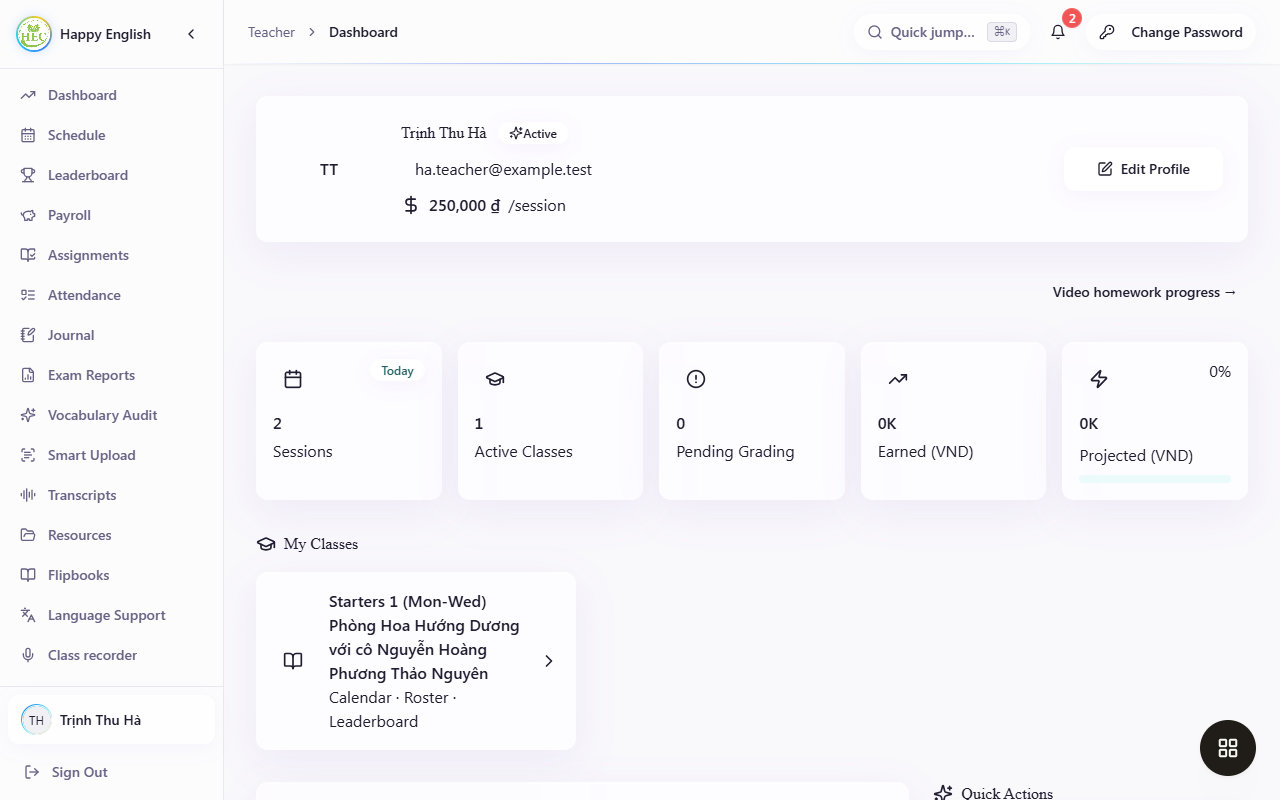 HEC
Happy English
Dashboard
Schedule
Leaderboard
Payroll
Assignments
Attendance
Journal
Exam Reports
Vocabulary Audit
Smart Upload
Transcripts
Resources
Flipbooks
Language Support
Class recorder
TH
Trịnh Thu Hà
Sign Out
Teacher
Dashboard
Quick jump...
⌘K
2
Change Password
TT
Trịnh Thu Hà
Active
ha.teacher@example.test
250,000 ₫ /session
Edit Profile
Video homework progress →
Today
2
Sessions
1
Active Classes
0
Pending Grading
0K
Earned (VND)
0%
0K
Projected (VND)
My Classes
Starters 1 (Mon-Wed)
Phòng Hoa Hướng Dương
với cô Nguyễn Hoàng
Phương Thảo Nguyên
Calendar · Roster ·
Leaderboard
Quick Actions